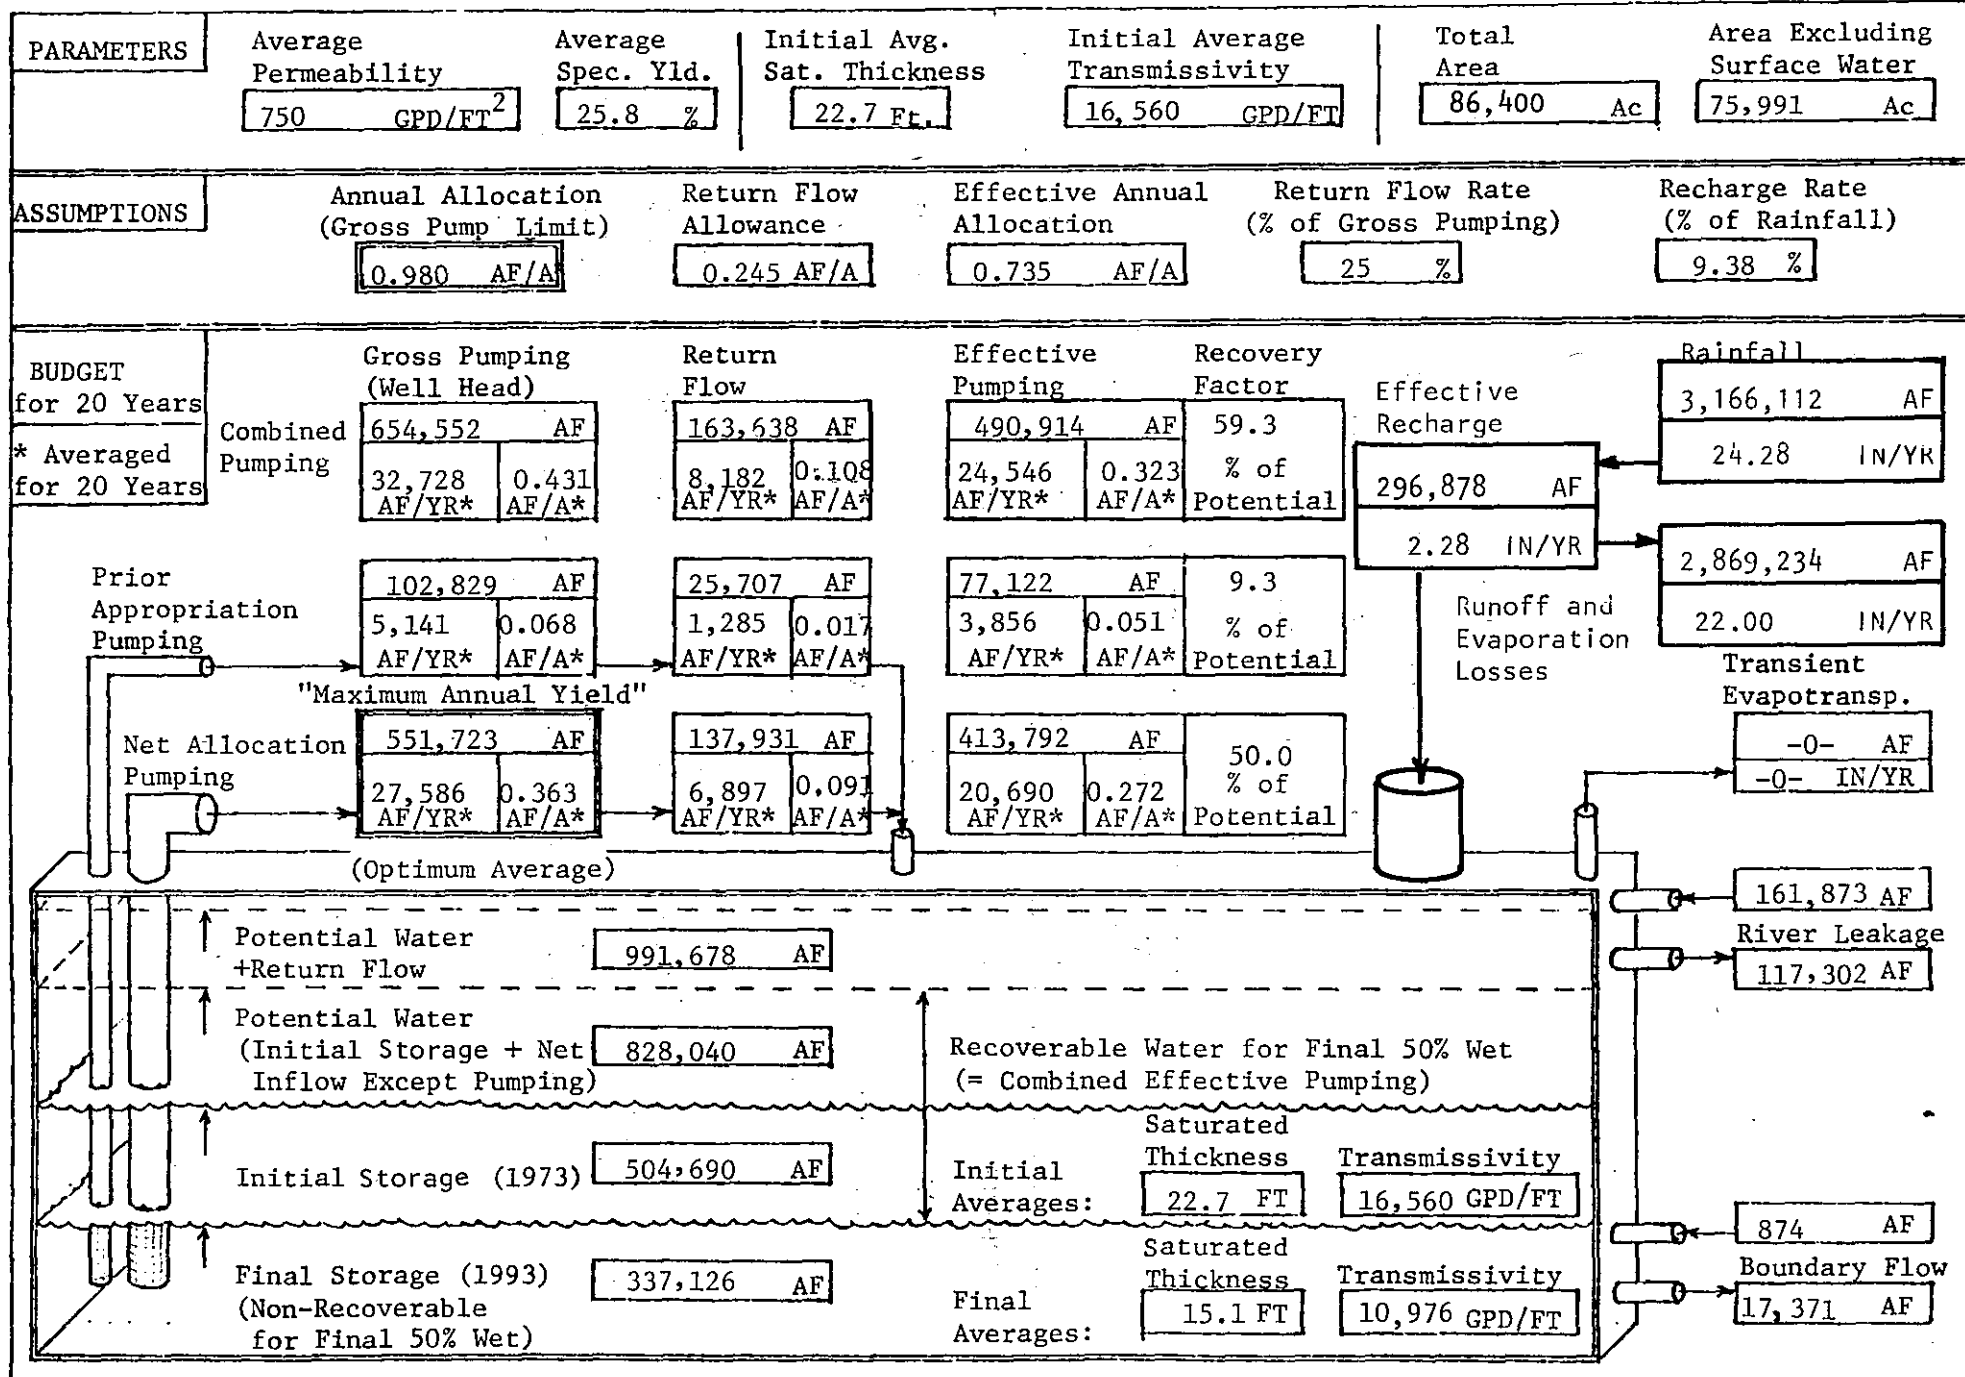 PARAMETERS
Average Permeability
750 GPD/FT2
Average Spec. Yld.
25.8 %
Initial Avg. Sat. Thickness
22.7 Ft.
Initial Average Transmissivity
16,560 GPD/FT
Total Area
86,400 Ac
Area Excluding Surface Water
75,991 Ac
ASSUMPTIONS
Annual Allocation
(Gross Pump Limit)
0.980 AF/A
Return Flow
Allowance
0.245 AF/A
Effective Annual
Allocation
0.735 AF/A
Return Flow Rate
(% of Gross Pumping)
25 %
Recharge Rate
(% of Rainfall)
9.38 %
BUDGET
for 20 Years
* Averaged
for 20 Years
Gross Pumping
(Well Head)
Return
Flow
Effective
Pumping
Recovery
Factor
Combined
Pumping
654,552 AF
32,728 AF/YR*
0.431 AF/A*
163,638 AF
8,182 AF/YR*
0.108 AF/A*
490,914 AF
24,546 AF/YR*
0.323 AF/A*
59.3
% of
Potential
Effective
Recharge
296,878 AF
2.28 IN/YR
Rainfall
3,166,112 AF
24.28 IN/YR
2,869,234 AF
22.00 IN/YR
Runoff and
Evaporation
Losses
Prior
Appropriation
Pumping
102,829 AF
5,141 AF/YR*
0.068 AF/A*
25,707 AF
1,285 AF/YR*
0.017 AF/A*
77,122 AF
3,856 AF/YR*
0.051 AF/A*
9.3
% of
Potential
"Maximum Annual Yield"
Net Allocation
Pumping
551,723 AF
27,586 AF/YR*
0.363 AF/A*
137,931 AF
6,897 AF/YR*
0.091 AF/A*
413,792 AF
20,690 AF/YR*
0.272 AF/A*
50.0
% of
Potential
(Optimum Average)
Transient
Evapotransp.
-0- AF
-0- IN/YR
161,873 AF
River Leakage
117,302 AF
Potential Water
+Return Flow
991,678 AF
Potential Water
(Initial Storage + Net
Inflow Except Pumping)
828,040 AF
Recoverable Water for Final 50% Wet
(= Combined Effective Pumping)
Initial Storage (1973)
504,690 AF
Initial
Averages:
Saturated
Thickness
22.7 FT
Transmissivity
16,560 GPD/FT
Final Storage (1993)
(Non-Recoverable
for Final 50% Wet)
337,126 AF
Final
Averages:
Saturated
Thickness
15.1 FT
Transmissivity
10,976 GPD/FT
874 AF
Boundary Flow
17,371 AF